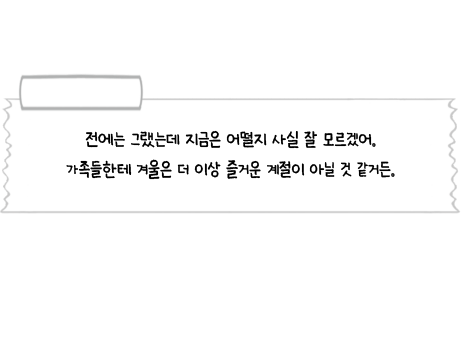 전에는 그랬는데 지금은 어떨지 사실 잘 모르겠어.
가족들한테 겨울은 더 이상 즐거운 계절이 아닐 것 같거든.